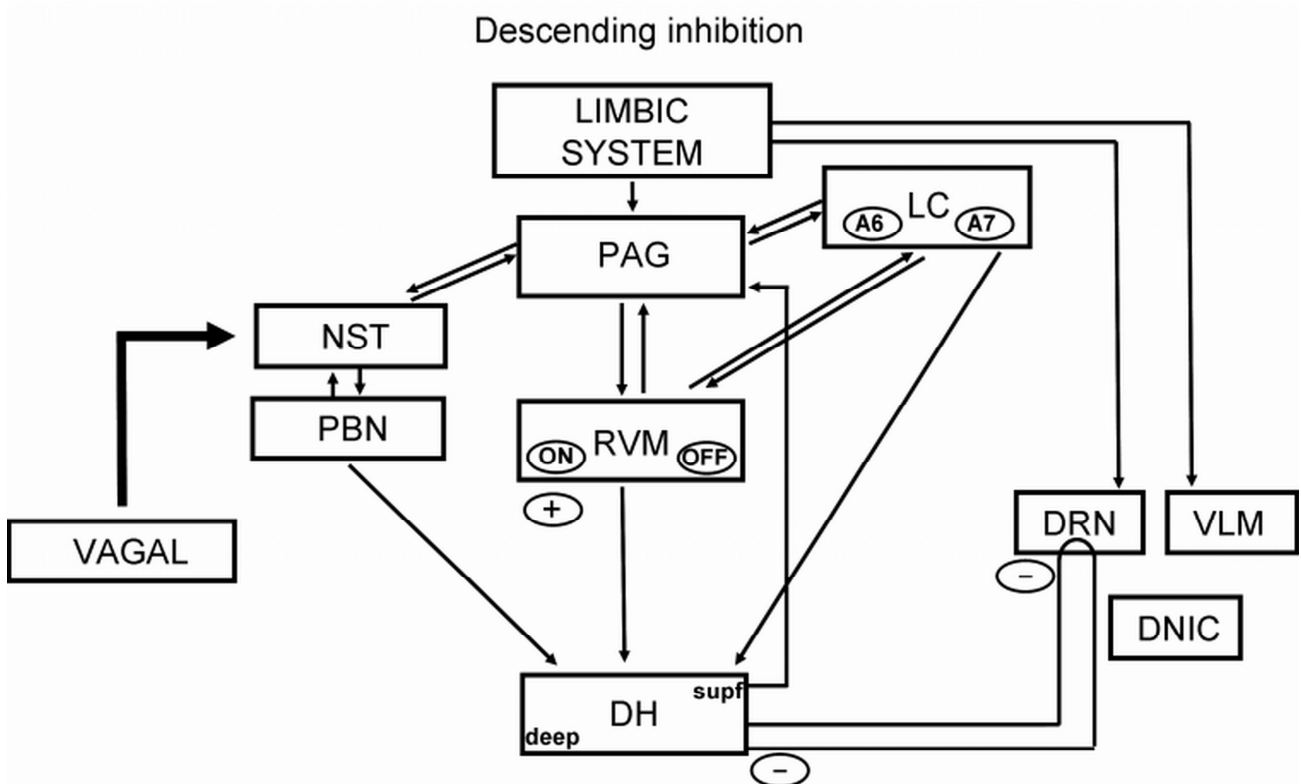 Descending inhibition
LIMBIC
SYSTEM
LC
A6
A7
PAG
NST
PBN
RVM
ON
OFF
+
VAGAL
DRN
VLM
−
DNIC
supf
DH
deep
−